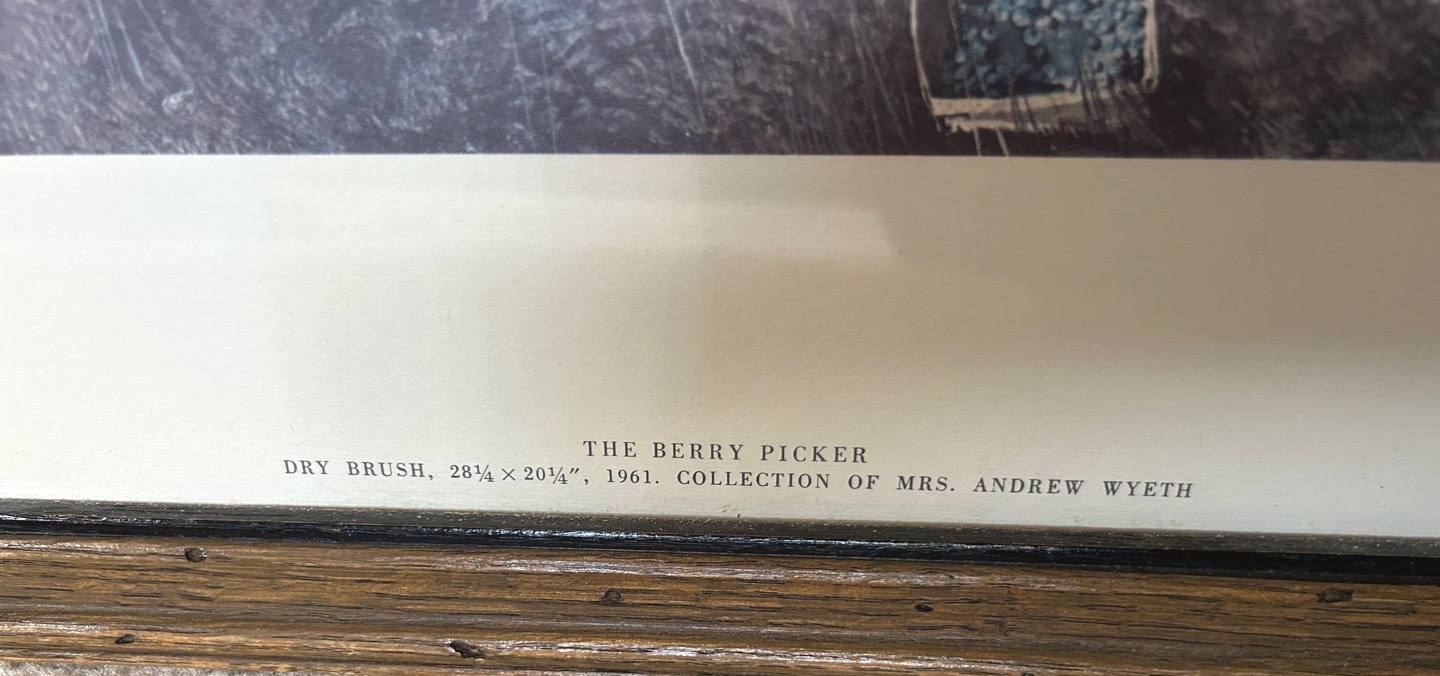 THE BERRY PICKER
DRY BRUSH, 28¼ × 20¼″, 1961. COLLECTION OF MRS. ANDREW WYETH